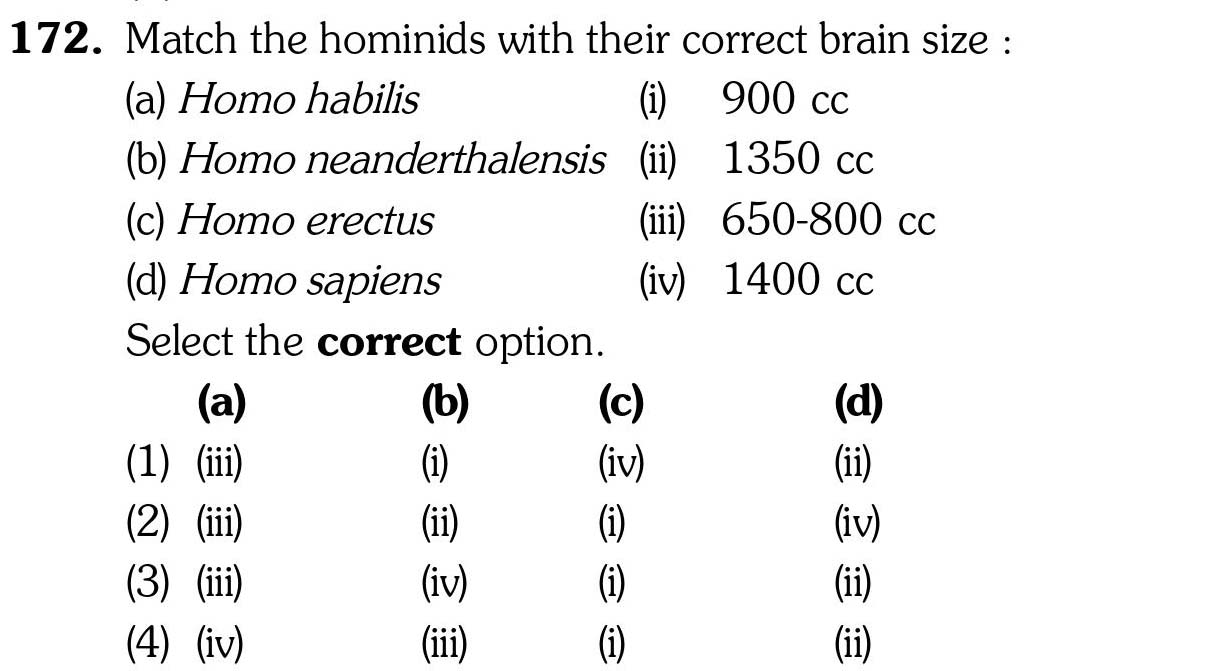 172. Match the hominids with their correct brain size :
(a) Homo habilis (i) 900 cc
(b) Homo neanderthalensis (ii) 1350 cc
(c) Homo erectus (iii) 650-800 cc
(d) Homo sapiens (iv) 1400 cc
Select the correct option.
(a) (b) (c) (d)
(1) (iii) (i) (iv) (ii)
(2) (iii) (ii) (i) (iv)
(3) (iii) (iv) (i) (ii)
(4) (iv) (iii) (i) (ii)